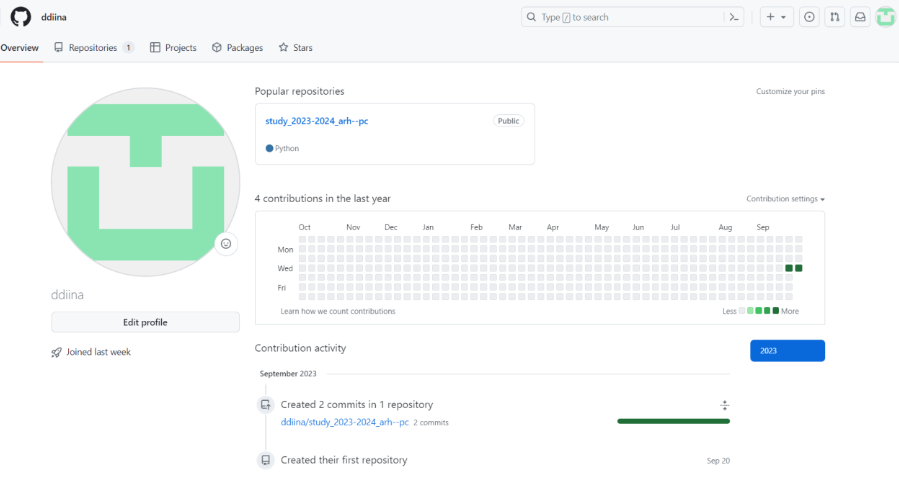 ddiina
Type / to search
Overview
Repositories 1
Projects
Packages
Stars
Popular repositories
Customize your pins
study_2023-2024_arh--pc
Public
Python
4 contributions in the last year
Contribution settings
Oct Nov Dec Jan Feb Mar Apr May Jun Jul Aug Sep
Mon
Wed
Fri
Learn how we count contributions
Less More
ddiina
Edit profile
Joined last week
Contribution activity
2023
September 2023
Created 2 commits in 1 repository
ddiina/study_2023-2024_arh--pc 2 commits
Created their first repository
Sep 20